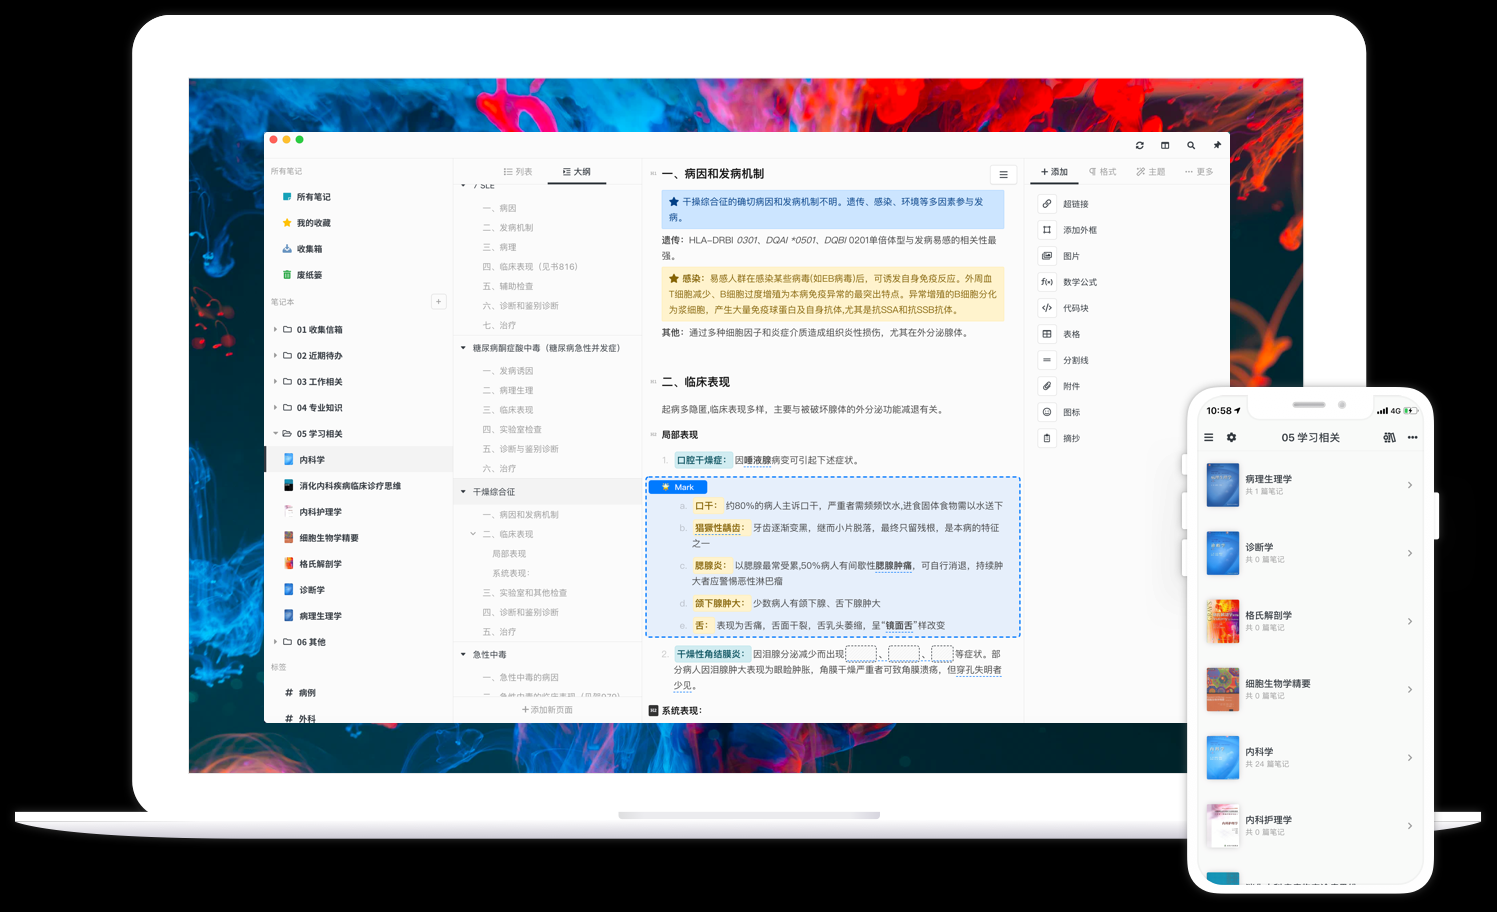 所有笔记
所有笔记
我的收藏
收集箱
废纸篓
笔记本
+
01 收集信箱
02 近期待办
03 工作相关
04 专业知识
05 学习相关
内科学
消化内科疾病临床诊疗思维
内科护理学
细胞生物学精要
格氏解剖学
诊断学
病理生理学
06 其他
标签
# 病例
# 外科
列表
大纲
7 SLE
一、病因
二、发病机制
三、病理
四、临床表现（见书816）
五、辅助检查
六、诊断和鉴别诊断
七、治疗
糖尿病酮症酸中毒（糖尿病急性并发症）
一、发病诱因
二、病理生理
三、临床表现
四、实验室检查
五、诊断与鉴别诊断
六、治疗
干燥综合征
一、病因和发病机制
二、临床表现
局部表现
系统表现：
三、实验室和其他检查
四、诊断和鉴别诊断
五、治疗
急性中毒
一、急性中毒的病因
+添加新页面
H1 一、病因和发病机制
干操综合征的确切病因和发病机制不明。遗传、感染、环境等多因素参与发
病。
遗传：HLA-DRBI 0301、DQAI *0501、DQBI 0201单倍体型与发病易感的相关性最
强。
感染：易感人群在感染某些病毒(如EB病毒)后，可诱发自身免疫反应。外周血
T细胞减少、B细胞过度增殖为本病免疫异常的最突出特点。异常增殖的B细胞分化
为浆细胞，产生大量免疫球蛋白及自身抗体,尤其是抗SSA和抗SSB抗体。
其他：通过多种细胞因子和炎症介质造成组织炎性损伤，尤其在外分泌腺体。
H1 二、临床表现
起病多隐匿,临床表现多样，主要与被破坏腺体的外分泌功能减退有关。
H2 局部表现
1. 口腔干燥症：因唾液腺病变可引起下述症状。
Mark
a. 口干：约80%的病人主诉口干，严重者需频频饮水,进食固体食物需以水送下
b. 猖獗性龋齿：牙齿逐渐变黑，继而小片脱落，最终只留残根，是本病的特征
之一
c. 腮腺炎：以腮腺最常受累,50%病人有间歇性腮腺肿痛，可自行消退，持续肿
大者应警惕恶性淋巴瘤
d. 颌下腺肿大：少数病人有颌下腺、舌下腺肿大
e. 舌：表现为舌痛，舌面干裂，舌乳头萎缩，呈“镜面舌”样改变
2. 干燥性角结膜炎：因泪腺分泌减少而出现、、等症状。部
分病人因泪腺肿大表现为眼睑肿胀，角膜干燥严重者可致角膜溃疡，但穿孔失明者
少见。
H2 系统表现：
+ 添加
格式
主题
更多
超链接
添加外框
图片
f(x) 数学公式
</> 代码块
表格
分割线
附件
图标
摘抄
10:58
4G
05 学习相关
病理生理学
共 1 篇笔记
诊断学
共 0 篇笔记
格氏解剖学
共 0 篇笔记
细胞生物学精要
共 0 篇笔记
内科学
共 24 篇笔记
内科护理学
共 0 篇笔记